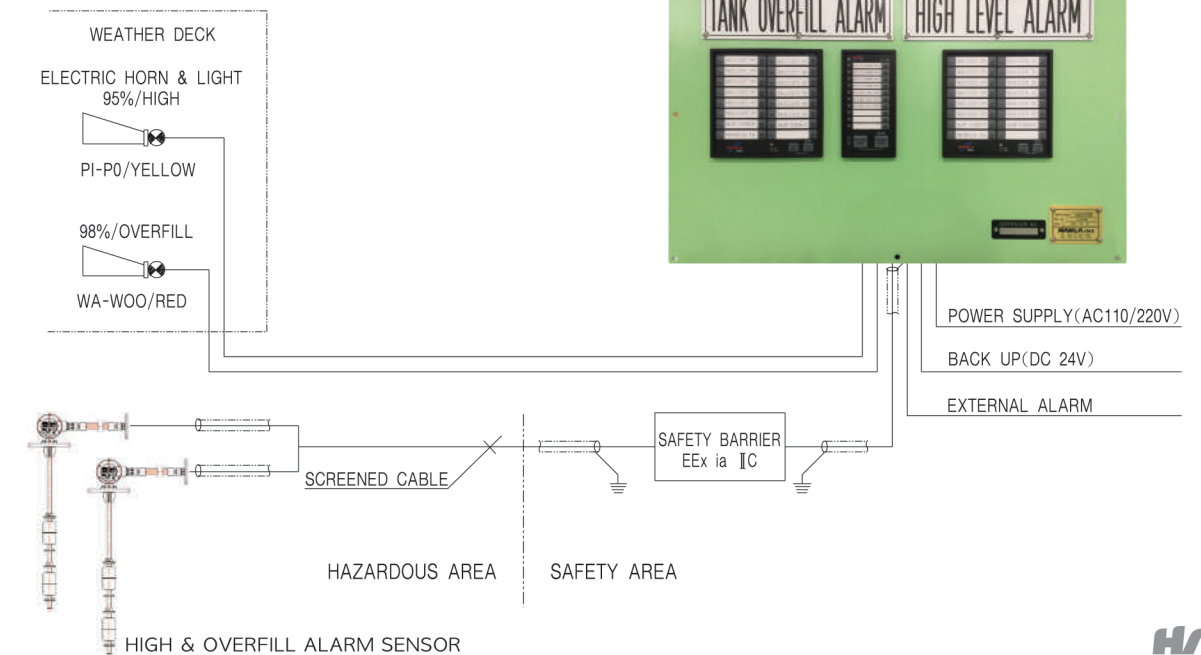 TANK OVERFILL ALARM
HIGH LEVEL ALARM
WEATHER DECK
ELECTRIC HORN & LIGHT
95%/HIGH
PI-PO/YELLOW
98%/OVERFILL
WA-WOO/RED
POWER SUPPLY(AC110/220V)
BACK UP(DC 24V)
EXTERNAL ALARM
SAFETY BARRIER
EEx ia ⅡC
SCREENED CABLE
HAZARDOUS AREA
SAFETY AREA
HIGH & OVERFILL ALARM SENSOR